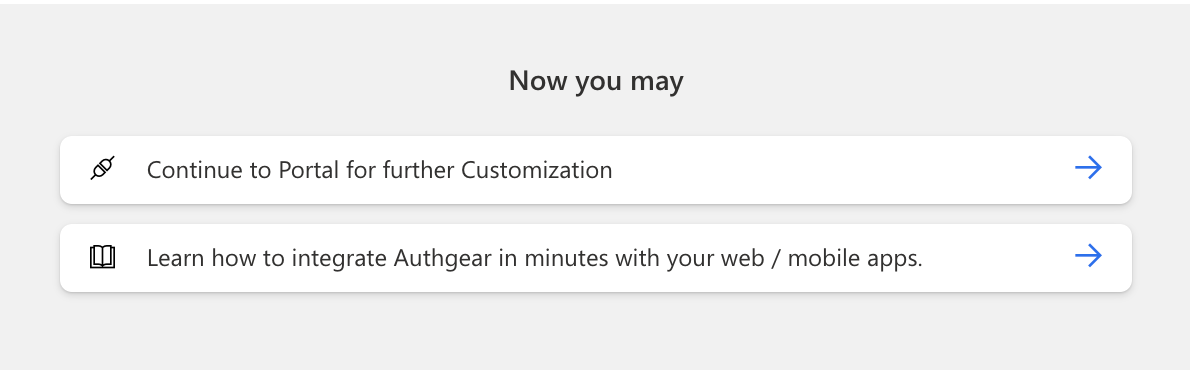 Now you may
Continue to Portal for further Customization
Learn how to integrate Authgear in minutes with your web / mobile apps.